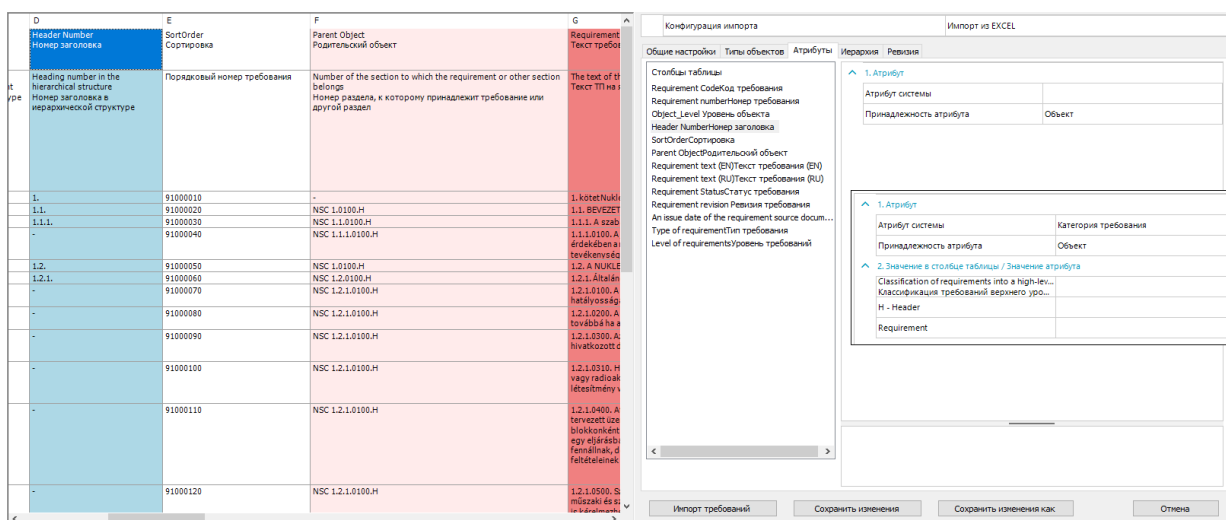 D E F G
Header Number
Номер заголовка
SortOrder
Сортировка
Parent Object
Родительский объект
Requirement
Текст требов
Heading number in the
hierarchical structure
Номер заголовка в
иерархической структуре
Порядковый номер требования
Number of the section to which the requirement or other section
belongs
Номер раздела, к которому принадлежит требование или
другой раздел
The text of th
Текст ТП на я
1. 91000010 - 1. kötetNukle
1.1. 91000020 NSC 1.0100.H 1.1. BEVEZET
1.1.1. 91000030 NSC 1.1.0100.H 1.1.1. A szab
- 91000040 NSC 1.1.1.0100.H 1.1.1.0100. A
érdekében a
tevékenység
1.2. 91000050 NSC 1.0100.H 1.2. A NUKLE
1.2.1. 91000060 NSC 1.2.0100.H 1.2.1. Általán
- 91000070 NSC 1.2.1.0100.H 1.2.1.0100. A
hatályosság
- 91000080 NSC 1.2.1.0100.H 1.2.1.0200. A
továbbá ha a
- 91000090 NSC 1.2.1.0100.H 1.2.1.0300. A
hivatkozott d
- 91000100 NSC 1.2.1.0100.H 1.2.1.0310. H
vagy radioak
létesítmény v
- 91000110 NSC 1.2.1.0100.H 1.2.1.0400. A
tervezett üze
blokkonként
egy eljárásba
fennállnak, d
feltételeinek
- 91000120 NSC 1.2.1.0100.H 1.2.1.0500. S
műszaki és s
Конфигурация импорта Импорт из EXCEL
Общие настройки Типы объектов Атрибуты Иерархия Ревизия
Столбцы таблицы
Requirement CodeКод требования
Requirement numberНомер требования
Object_Level Уровень объекта
Header NumberНомер заголовка
SortOrderСортировка
Parent ObjectРодительский объект
Requirement text (EN)Текст требования (EN)
Requirement text (RU)Текст требования (RU)
Requirement StatusСтатус требования
Requirement revision Ревизия требования
An issue date of the requirement source docum...
Type of requirementТип требования
Level of requirementsУровень требований
1. Атрибут
Атрибут системы
Принадлежность атрибута Объект
1. Атрибут
Атрибут системы Категория требования
Принадлежность атрибута Объект
2. Значение в столбце таблицы / Значение атрибута
Classification of requirements into a high-lev...
Классификация требований верхнего уро...
H - Header
Requirement
Импорт требований Сохранить изменения Сохранить изменения как Отмена